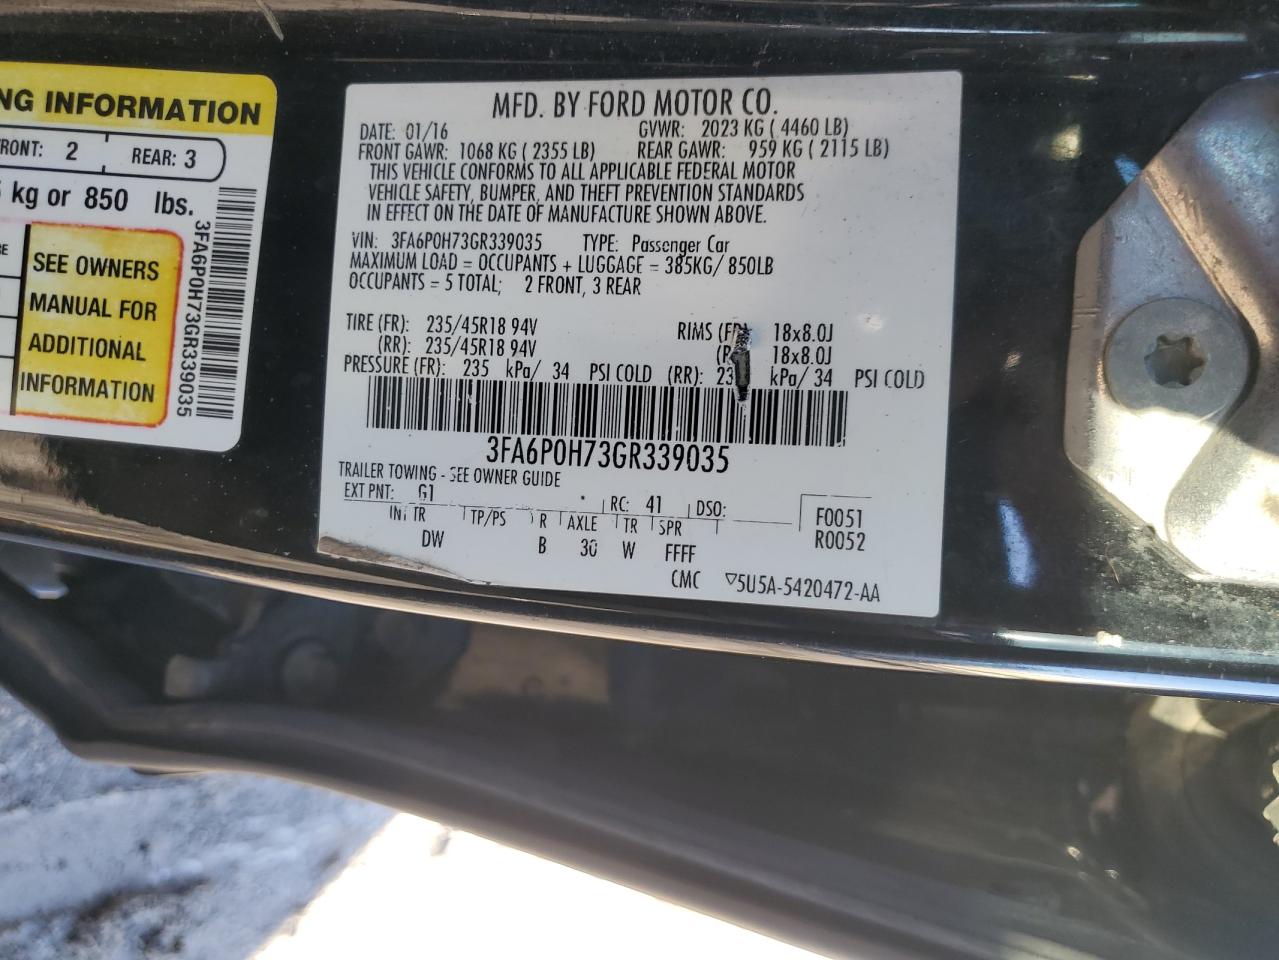 NG INFORMATION
FRONT: 2 REAR: 3
kg or 850 lbs.
SEE OWNERS
MANUAL FOR
ADDITIONAL
INFORMATION
3FA6P0H73GR339035
MFD. BY FORD MOTOR CO.
DATE: 01/16 GVWR: 2023 KG ( 4460 LB)
FRONT GAWR: 1068 KG ( 2355 LB) REAR GAWR: 959 KG ( 2115 LB)
THIS VEHICLE CONFORMS TO ALL APPLICABLE FEDERAL MOTOR
VEHICLE SAFETY, BUMPER, AND THEFT PREVENTION STANDARDS
IN EFFECT ON THE DATE OF MANUFACTURE SHOWN ABOVE.
VIN: 3FA6P0H73GR339035 TYPE: Passenger Car
MAXIMUM LOAD = OCCUPANTS + LUGGAGE = 385KG/ 850LB
OCCUPANTS = 5 TOTAL; 2 FRONT, 3 REAR
TIRE (FR): 235/45R18 94V RIMS (FR) 18x8.0J
(RR): 235/45R18 94V 18x8.0J
PRESSURE (FR): 235 kPa/ 34 PSI COLD (RR): kPa/ 34 PSI COLD
3FA6P0H73GR339035
TRAILER TOWING - SEE OWNER GUIDE
EXT PNT: G1 RC: 41 DSO: F0051
INT TR TP/PS R AXLE TR SPR R0052
DW B 30 W FFFF
CMC ▽5U5A-5420472-AA